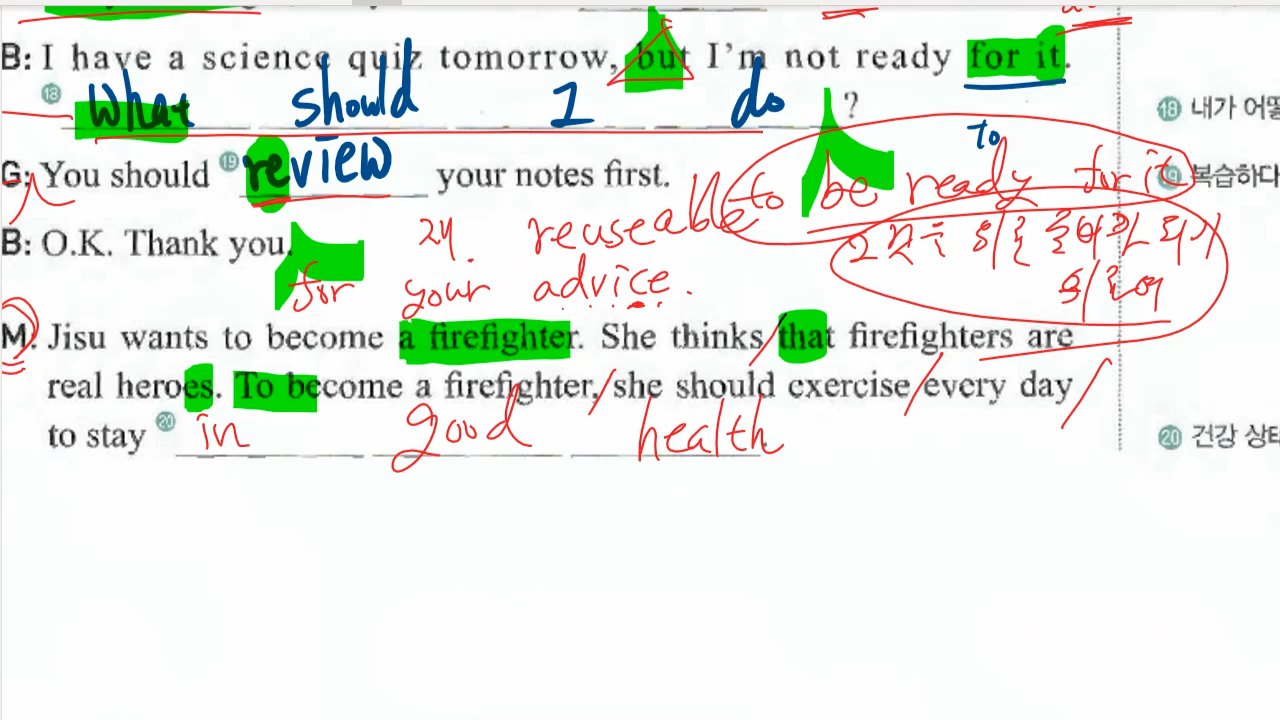 B: I have a science quiz tomorrow, but I'm not ready for it.
⑱ What should I do ?
⑱ 내가 어떻
to
G: You should ⑲ review your notes first.
to be ready for it
⑲ 복습하다
B: O.K. Thank you.
reuseable
for your advice.
M: Jisu wants to become a firefighter. She thinks / that firefighters are
real heroes. To become a firefighter, / she should exercise / every day /
to stay ⑳ in good health
⑳ 건강 상태